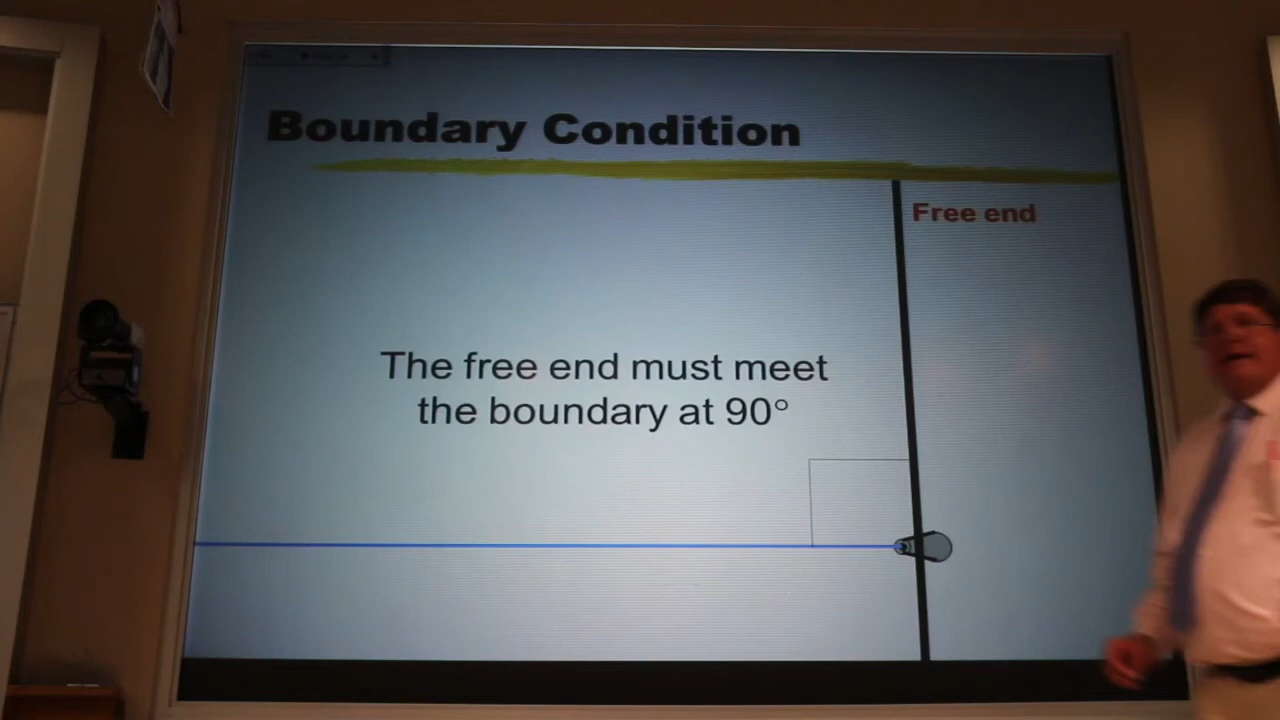 Boundary Condition
Free end
The free end must meet
the boundary at 90°